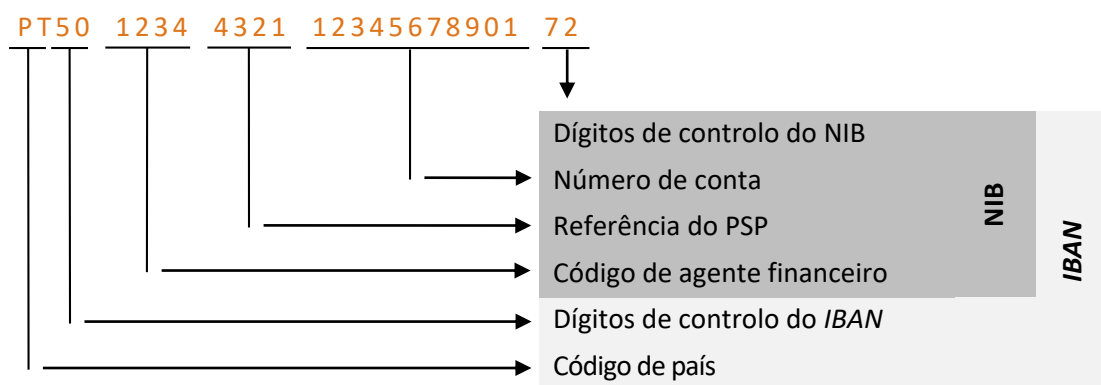 PT50 1234 4321 12345678901 72
Dígitos de controlo do NIB
Número de conta
Referência do PSP
Código de agente financeiro
Dígitos de controlo do IBAN
Código de país
NIB
IBAN